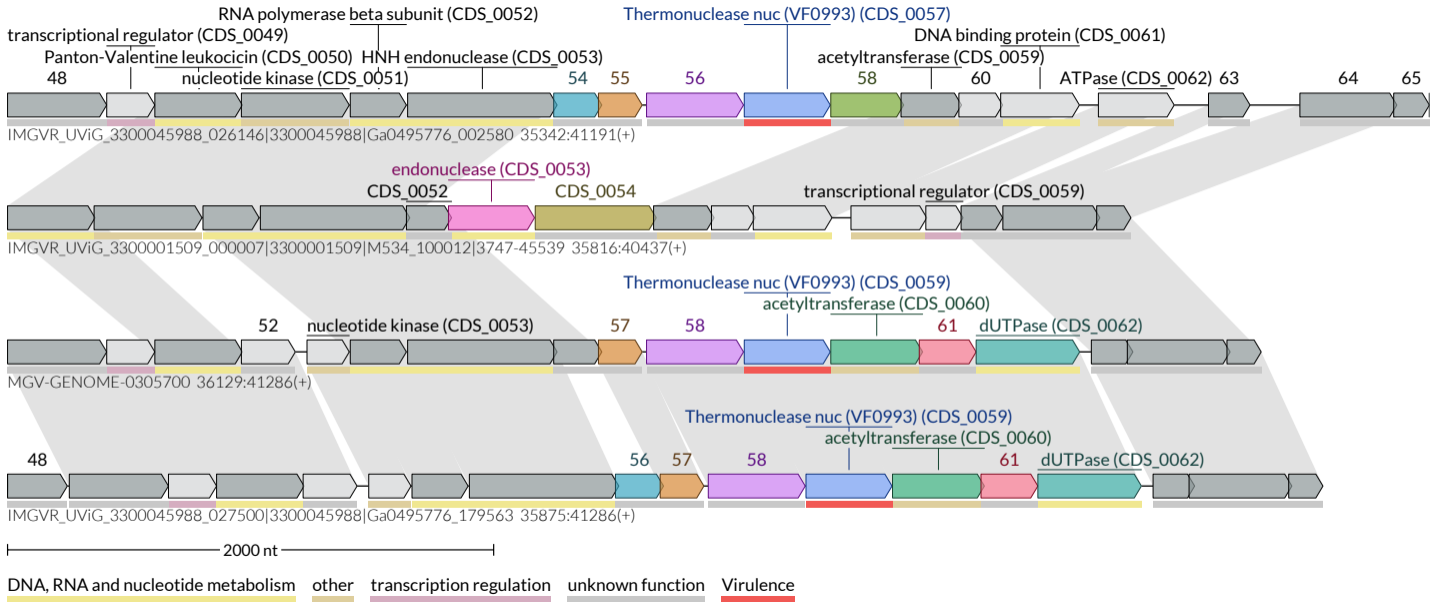 RNA polymerase beta subunit (CDS_0052) Thermonuclease nuc (VF0993) (CDS_0057)
transcriptional regulator (CDS_0049) DNA binding protein (CDS_0061)
Panton-Valentine leukocicin (CDS_0050) HNH endonuclease (CDS_0053) acetyltransferase (CDS_0059)
48 nucleotide kinase (CDS_0051) 54 55 56 58 60 ATPase (CDS_0062) 63 64 65
IMGVR_UViG_3300045988_026146|3300045988|Ga0495776_002580 35342:41191(+)
endonuclease (CDS_0053)
CDS_0052 CDS_0054 transcriptional regulator (CDS_0059)
IMGVR_UViG_3300001509_000007|3300001509|M534_100012|3747-45539 35816:40437(+)
Thermonuclease nuc (VF0993) (CDS_0059)
acetyltransferase (CDS_0060)
52 nucleotide kinase (CDS_0053) 57 58 61 dUTPase (CDS_0062)
MGV-GENOME-0305700 36129:41286(+)
Thermonuclease nuc (VF0993) (CDS_0059)
acetyltransferase (CDS_0060)
48 56 57 58 61 dUTPase (CDS_0062)
IMGVR_UViG_3300045988_027500|3300045988|Ga0495776_179563 35875:41286(+)
2000 nt
DNA, RNA and nucleotide metabolism other transcription regulation unknown function Virulence